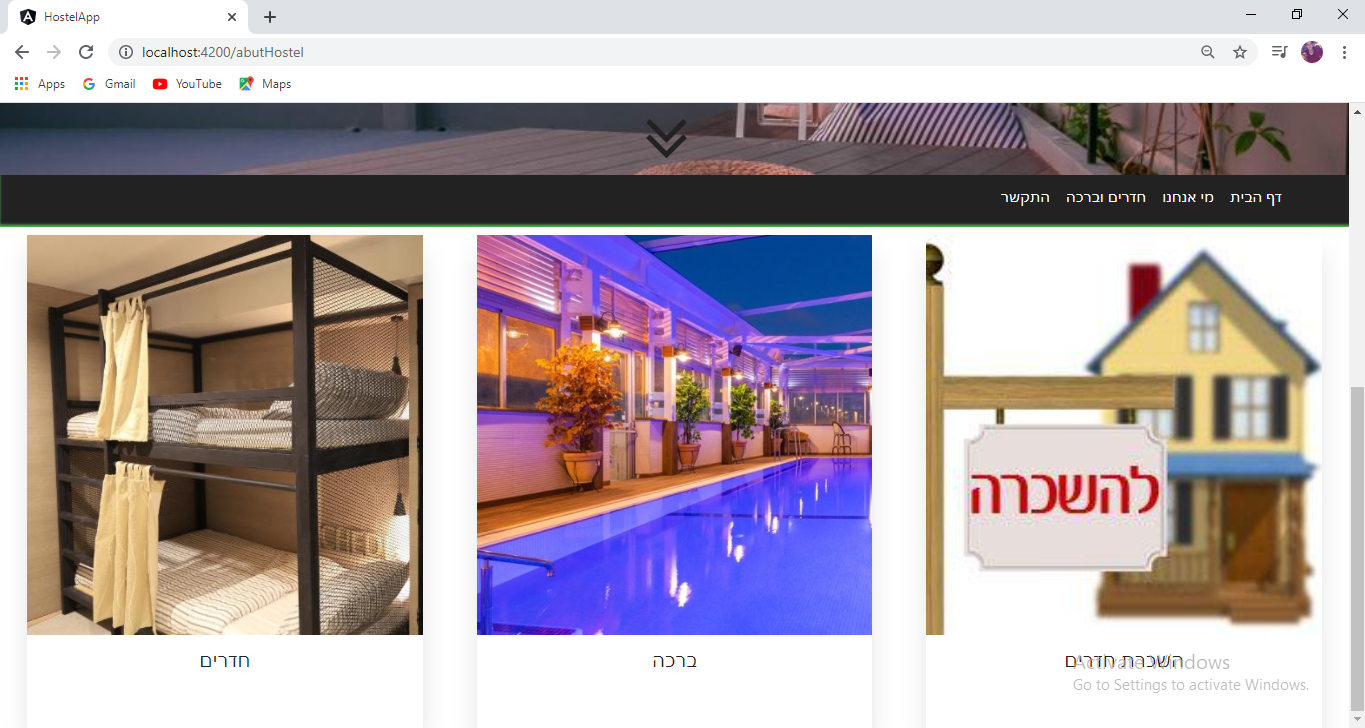 HostelApp
localhost:4200/abutHostel
Apps Gmail YouTube Maps
דף הבית מי אנחנו חדרים וברכה התקשר
להשכרה
חדרים
ברכה
השכרת חדרים
Activate Windows
Go to Settings to activate Windows.